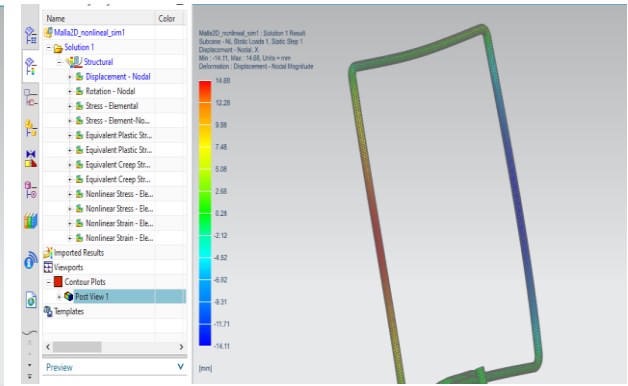 Name Color
Malla2D_nonlineal_sim1
Solution 1
Structural
Displacement - Nodal
Rotation - Nodal
Stress - Elemental
Stress - Element-No...
Equivalent Plastic Str...
Equivalent Plastic Str...
Equivalent Creep Str...
Equivalent Creep Str...
Nonlinear Stress - Ele...
Nonlinear Stress - Ele...
Nonlinear Strain - Ele...
Nonlinear Strain - Ele...
Imported Results
Viewports
Contour Plots
Post View 1
Templates
Preview
Malla2D_nonlineal_sim1 : Solution 1 Result
Subcase - NL Static Loads 1, Static Step 1
Displacement - Nodal, X
Min : -14.11, Max : 14.68, Units = mm
Deformation : Displacement - Nodal Magnitude
14.68
12.28
9.88
7.48
5.08
2.68
0.28
-2.12
-4.52
-6.92
-9.31
-11.71
-14.11
[mm]